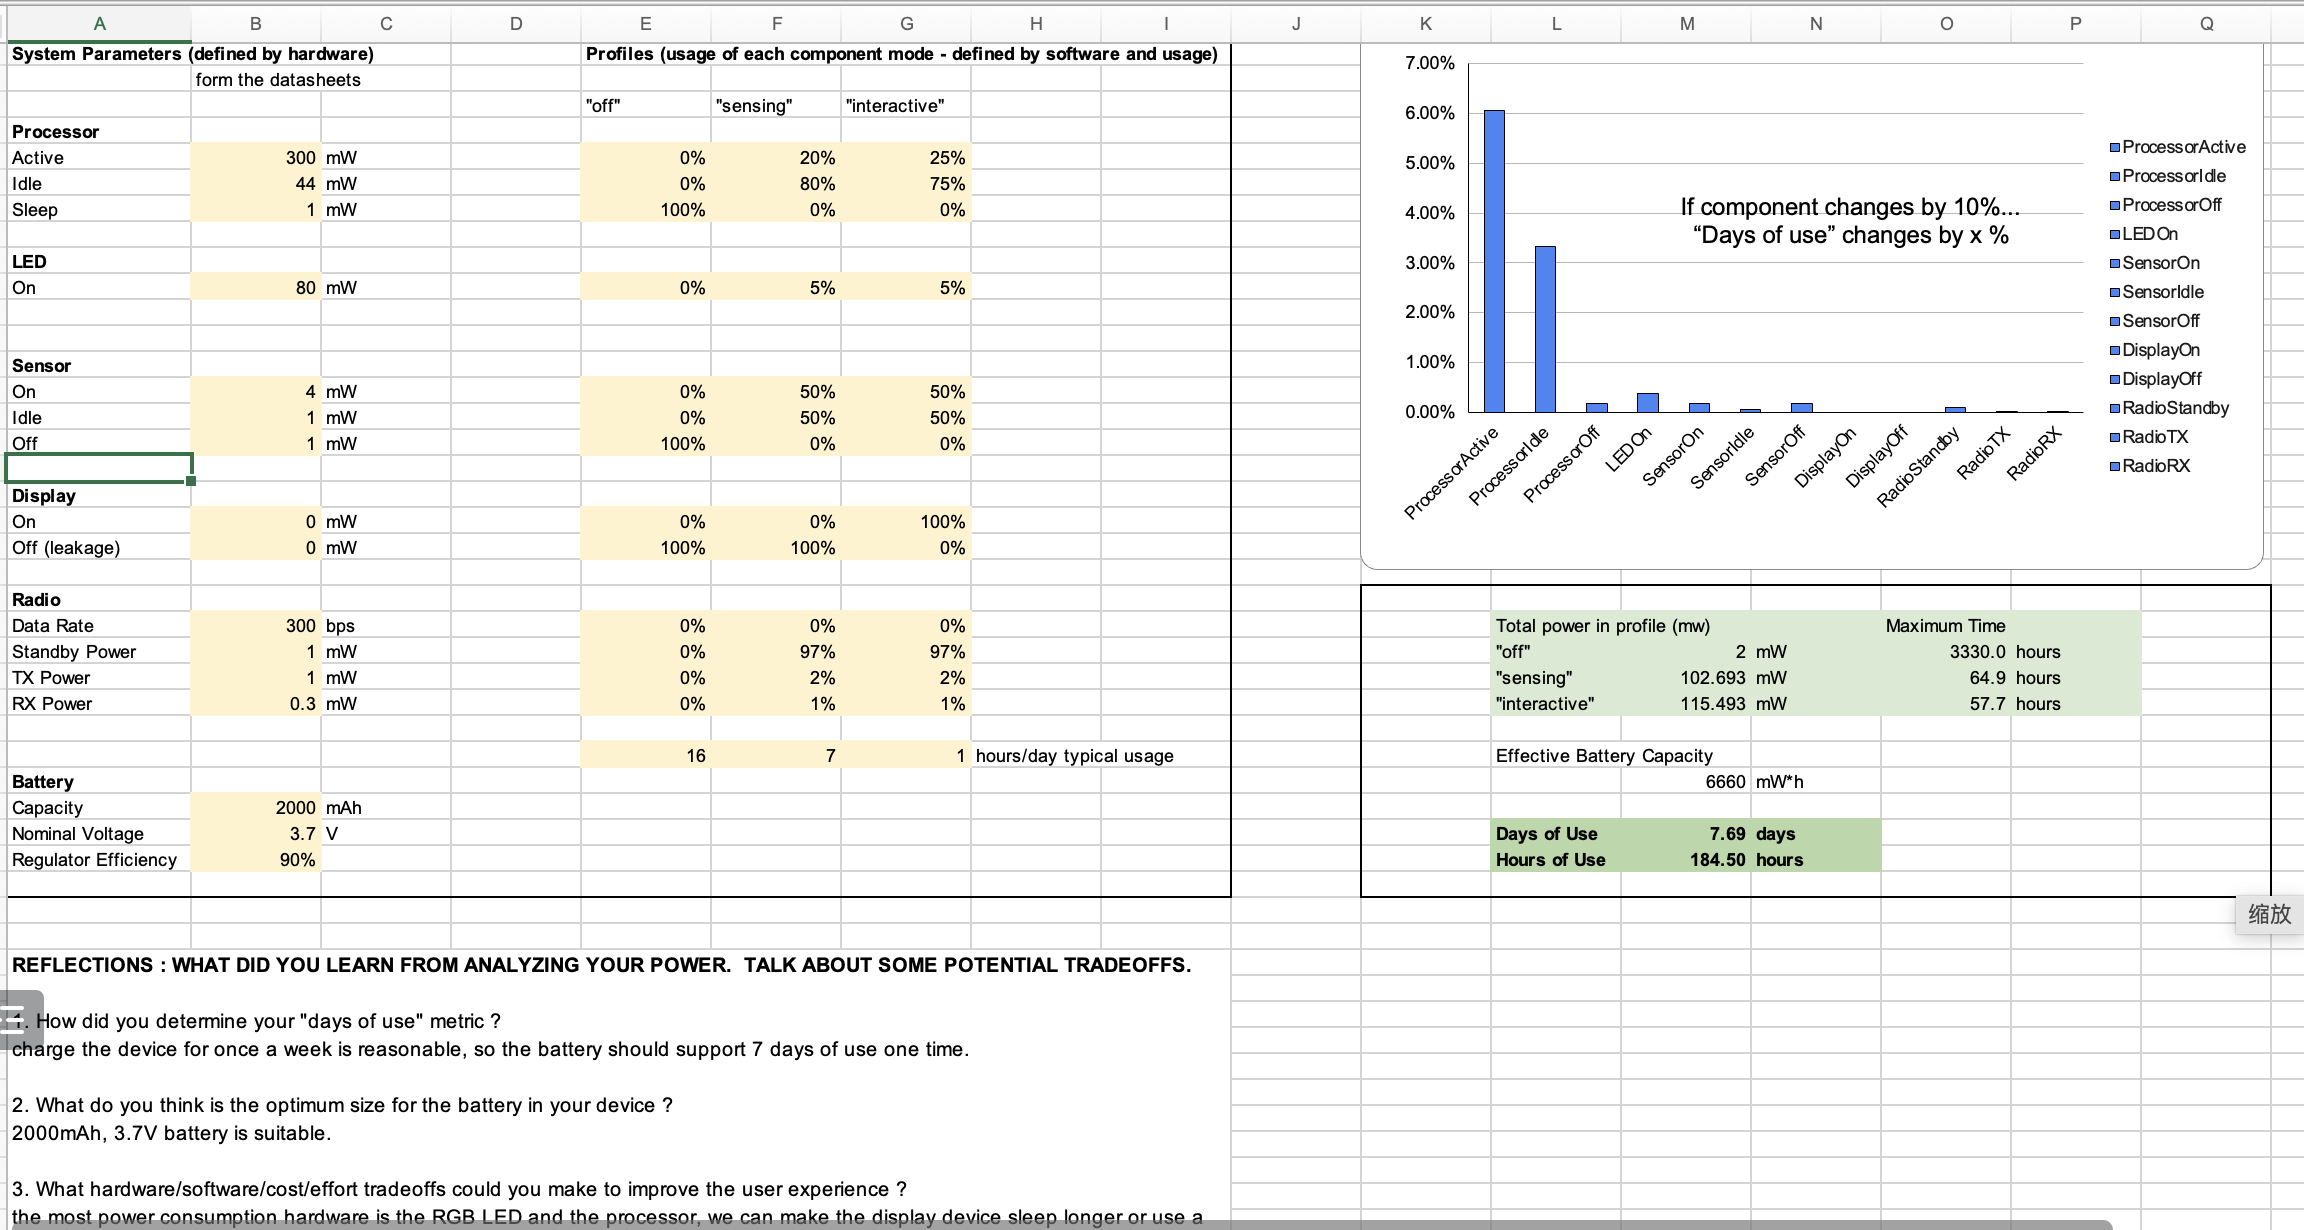 A B C D E F G H I J K L M N O P Q
System Parameters (defined by hardware) Profiles (usage of each component mode - defined by software and usage)
form the datasheets
"off" "sensing" "interactive"
Processor
Active 300 mW 0% 20% 25%
Idle 44 mW 0% 80% 75%
Sleep 1 mW 100% 0% 0%
LED
On 80 mW 0% 5% 5%
Sensor
On 4 mW 0% 50% 50%
Idle 1 mW 0% 50% 50%
Off 1 mW 100% 0% 0%
Display
On 0 mW 0% 0% 100%
Off (leakage) 0 mW 100% 100% 0%
Radio
Data Rate 300 bps 0% 0% 0%
Standby Power 1 mW 0% 97% 97%
TX Power 1 mW 0% 2% 2%
RX Power 0.3 mW 0% 1% 1%
16 7 1 hours/day typical usage
Battery
Capacity 2000 mAh
Nominal Voltage 3.7 V
Regulator Efficiency 90%
7.00%
6.00%
5.00%
4.00%
3.00%
2.00%
1.00%
0.00%
If component changes by 10%...
“Days of use” changes by x %
ProcessorActive
ProcessorIdle
ProcessorOff
LEDOn
SensorOn
SensorIdle
SensorOff
DisplayOn
DisplayOff
RadioStandby
RadioTX
RadioRX
ProcessorActive
ProcessorIdle
ProcessorOff
LEDOn
SensorOn
SensorIdle
SensorOff
DisplayOn
DisplayOff
RadioStandby
RadioTX
RadioRX
Total power in profile (mw) Maximum Time
"off" 2 mW 3330.0 hours
"sensing" 102.693 mW 64.9 hours
"interactive" 115.493 mW 57.7 hours
Effective Battery Capacity
6660 mW*h
Days of Use 7.69 days
Hours of Use 184.50 hours
缩放
REFLECTIONS : WHAT DID YOU LEARN FROM ANALYZING YOUR POWER. TALK ABOUT SOME POTENTIAL TRADEOFFS.
1. How did you determine your "days of use" metric ?
charge the device for once a week is reasonable, so the battery should support 7 days of use one time.
2. What do you think is the optimum size for the battery in your device ?
2000mAh, 3.7V battery is suitable.
3. What hardware/software/cost/effort tradeoffs could you make to improve the user experience ?
the most power consumption hardware is the RGB LED and the processor, we can make the display device sleep longer or use a